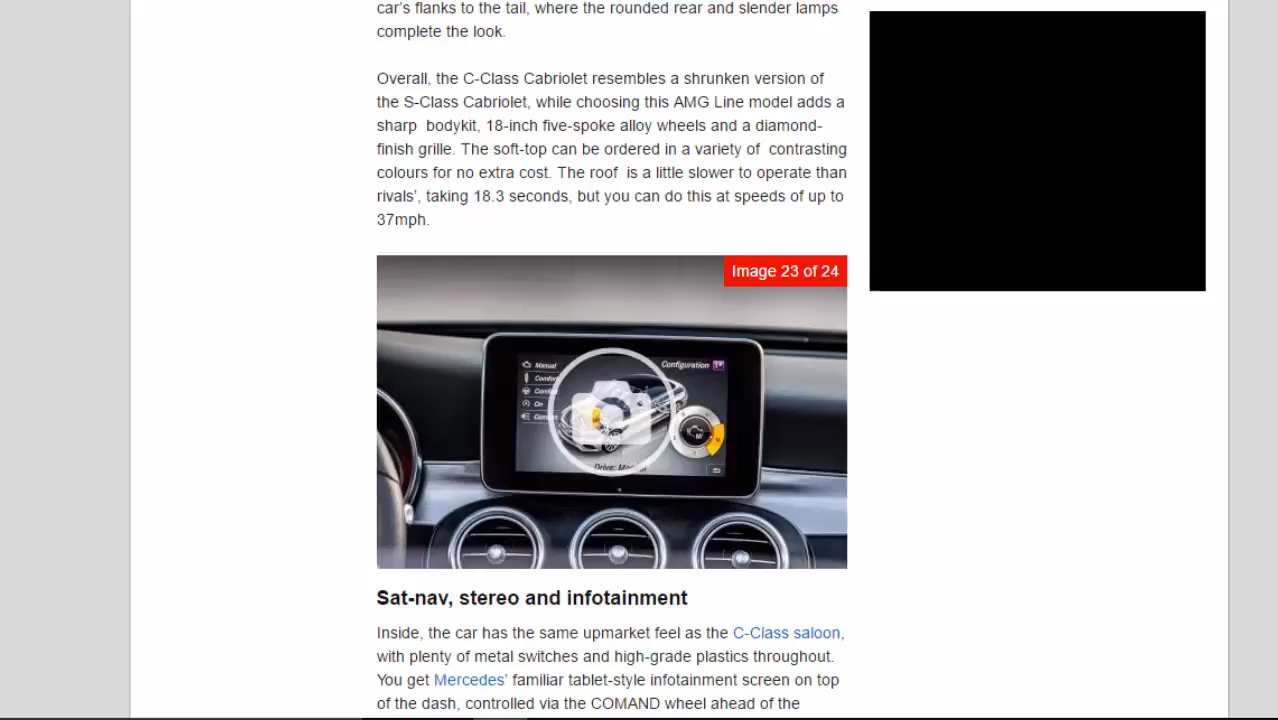 car's flanks to the tail, where the rounded rear and slender lamps
complete the look.
Overall, the C-Class Cabriolet resembles a shrunken version of
the S-Class Cabriolet, while choosing this AMG Line model adds a
sharp bodykit, 18-inch five-spoke alloy wheels and a diamond-
finish grille. The soft-top can be ordered in a variety of contrasting
colours for no extra cost. The roof is a little slower to operate than
rivals', taking 18.3 seconds, but you can do this at speeds of up to
37mph.
Image 23 of 24
Configuration
Manual
Comfort
On
Drive:
Sat-nav, stereo and infotainment
Inside, the car has the same upmarket feel as the C-Class saloon,
with plenty of metal switches and high-grade plastics throughout.
You get Mercedes' familiar tablet-style infotainment screen on top
of the dash, controlled via the COMAND wheel ahead of the